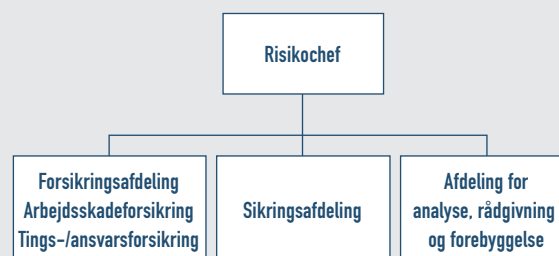 Risikochef
Forsikringsafdeling
Arbejdsskadeforsikring
Tings-/ansvarsforsikring
Sikringsafdeling
Afdeling for
analyse, rådgivning
og forebyggelse